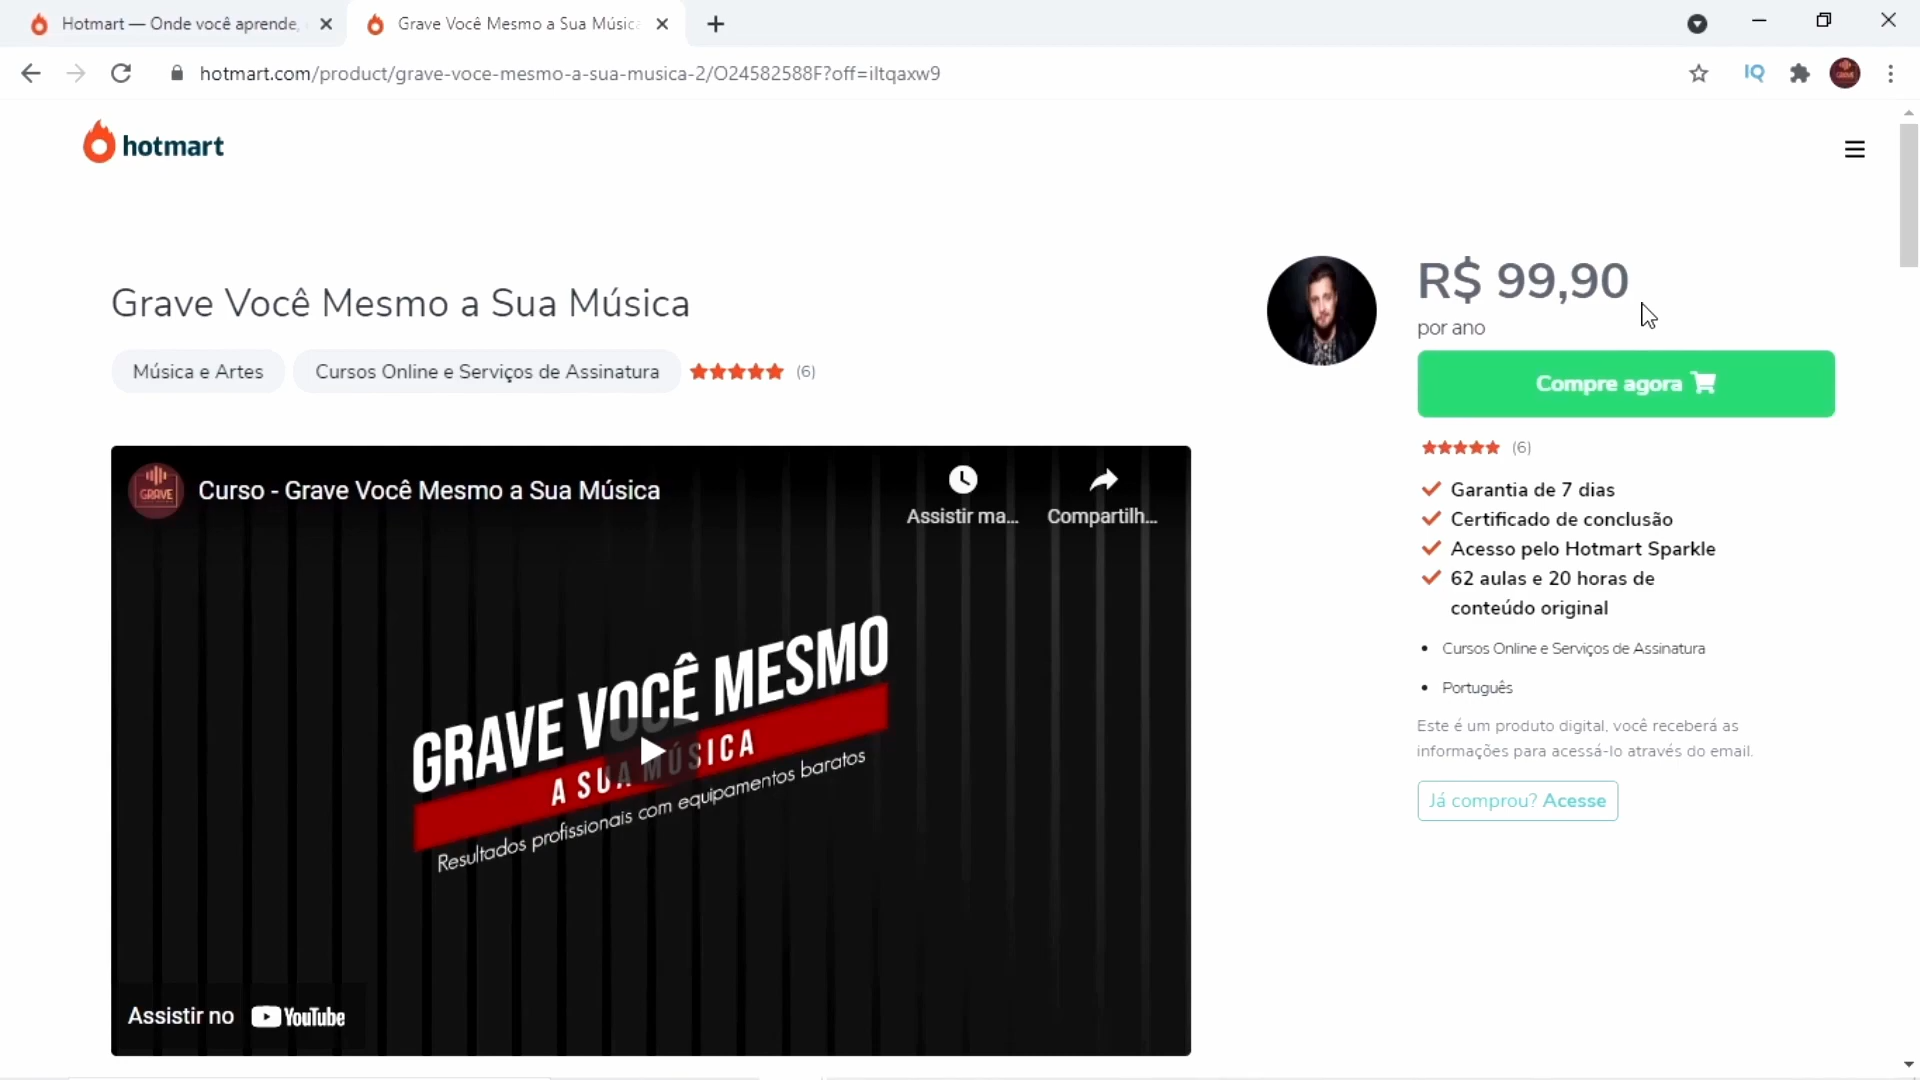 Hotmart — Onde você aprende,
Grave Você Mesmo a Sua Música
hotmart.com/product/grave-voce-mesmo-a-sua-musica-2/O24582588F?off=iltqaxw9
IQ
hotmart
Grave Você Mesmo a Sua Música
Música e Artes
Cursos Online e Serviços de Assinatura
(6)
R$ 99,90
por ano
Compre agora
(6)
Garantia de 7 dias
Certificado de conclusão
Acesso pelo Hotmart Sparkle
62 aulas e 20 horas de
conteúdo original
Cursos Online e Serviços de Assinatura
Português
Este é um produto digital, você receberá as
informações para acessá-lo através do email.
Já comprou? Acesse
GRAVE
Curso - Grave Você Mesmo a Sua Música
Assistir ma...
Compartilh...
GRAVE VOCÊ MESMO
A SUA MÚSICA
Resultados profissionais com equipamentos baratos
Assistir no YouTube